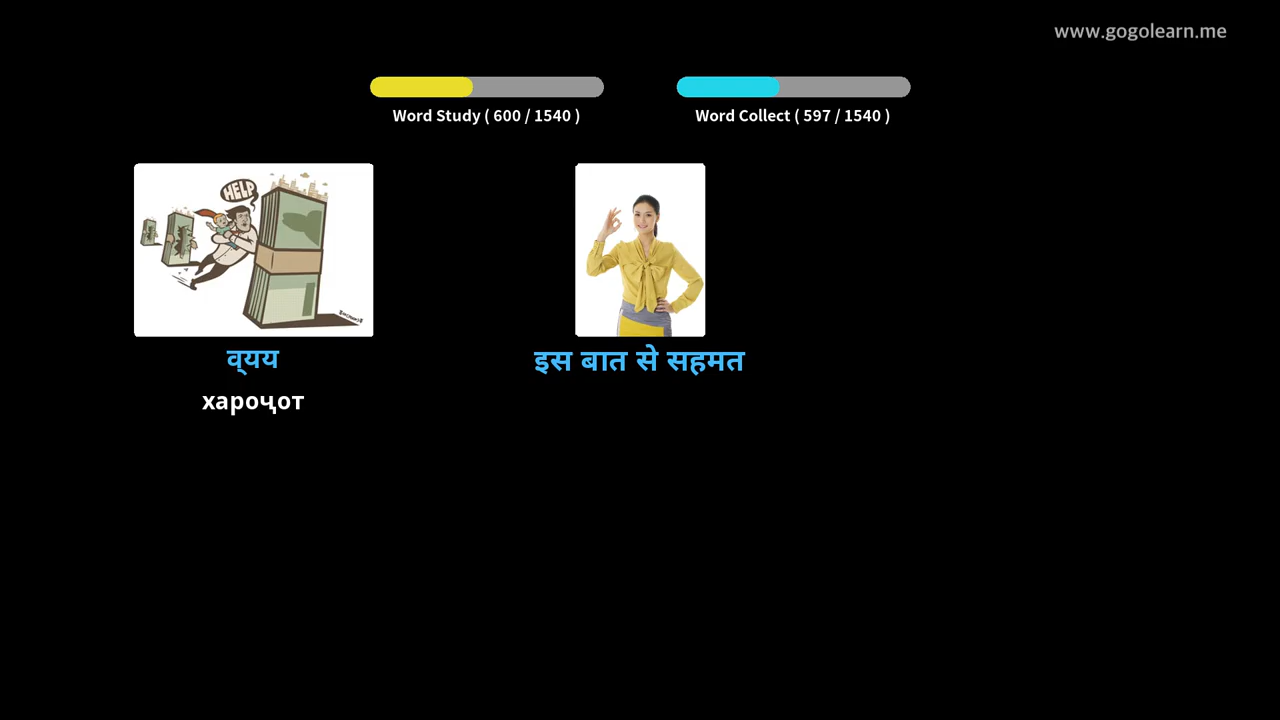 www.gogolearn.me
Word Study ( 600 / 1540 )
Word Collect ( 597 / 1540 )
HELP
व्यय
इस बात से सहमत
хароҷот